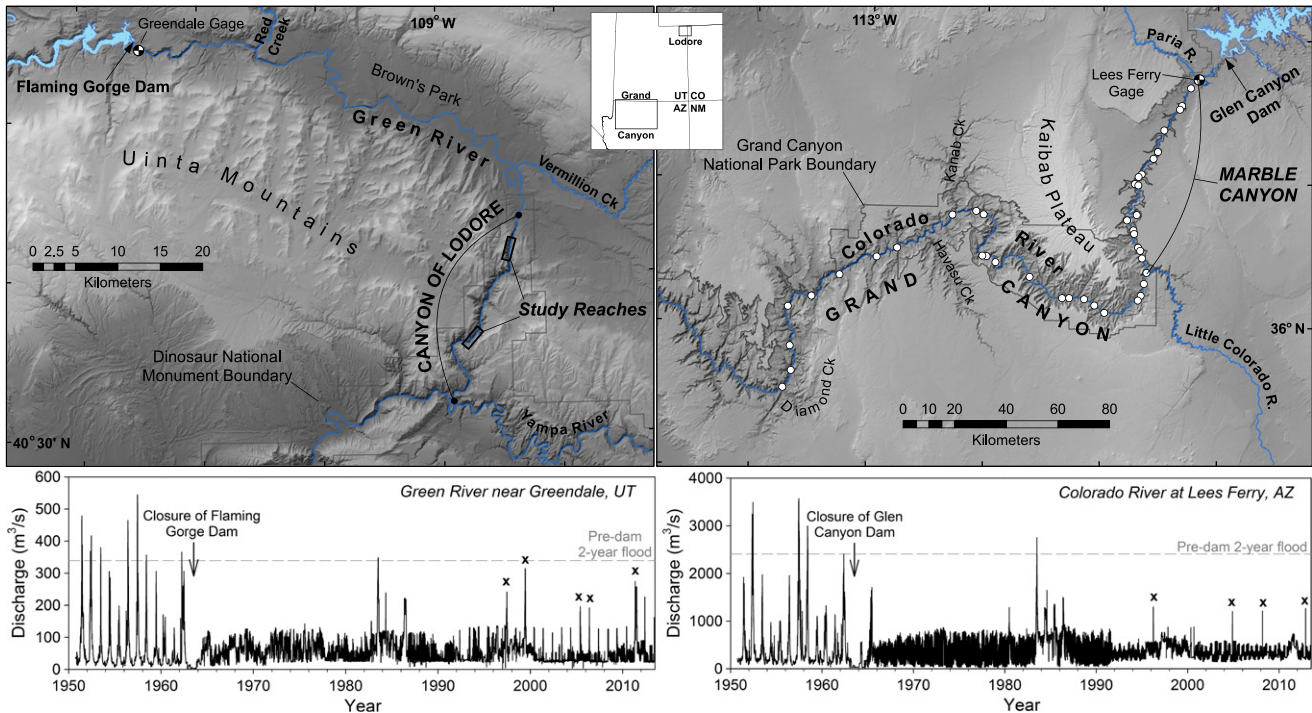 Greendale Gage
109° W
Red
Creek
Flaming Gorge Dam
Brown's Park
Green River
Uinta Mountains
Vermillion Ck
0 2.5 5 10 15 20
Kilometers
CANYON OF LODORE
Study Reaches
Dinosaur National
Monument Boundary
Yampa River
40°30' N
Lodore
Grand
UT CO
AZ NM
Canyon
113° W
Paria R.
Lees Ferry
Gage
Glen Canyon
Dam
Grand Canyon
National Park Boundary
Kanab Ck
Kaibab Plateau
MARBLE
CANYON
Colorado
River
GRAND
CANYON
Havasu Ck
36° N
Little Colorado R.
Diamond Ck
0 10 20 40 60 80
Kilometers
Green River near Greendale, UT
Closure of Flaming
Gorge Dam
Pre-dam
2-year flood
x
x
x
x
x
600
500
400
300
200
100
0
Discharge (m³/s)
1950 1960 1970 1980 1990 2000 2010
Year
Colorado River at Lees Ferry, AZ
Closure of Glen
Canyon Dam
Pre-dam 2-year flood
x
x
x
x
4000
3000
2000
1000
0
Discharge (m³/s)
1950 1960 1970 1980 1990 2000 2010
Year